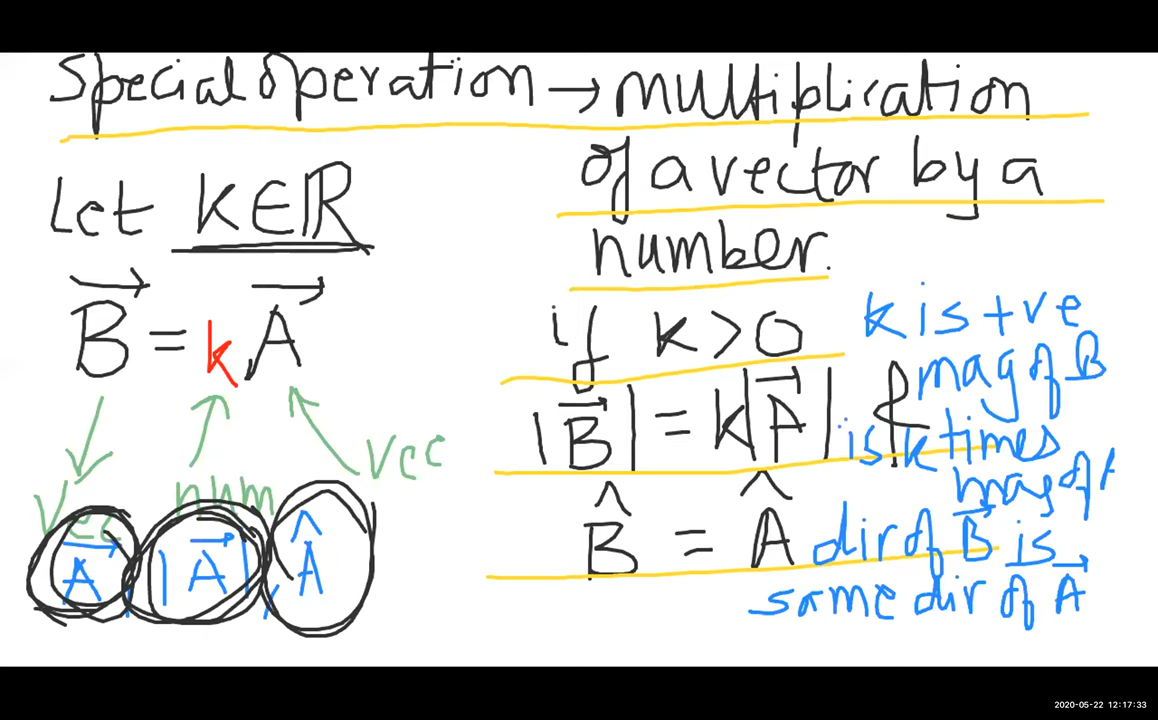 Special operation → multiplication
of a vector by a
number.
Let K∈ℝ
B⃗ = k A⃗
Vec
num
Vec
A⃗, |A⃗|, Â
if K > 0
|B⃗| = K|A⃗| &
B̂ = Â
k is +ve
mag of B
is k times
mag of A
dir of B⃗ is
same dir of A⃗
2020-05-22 12:17:33